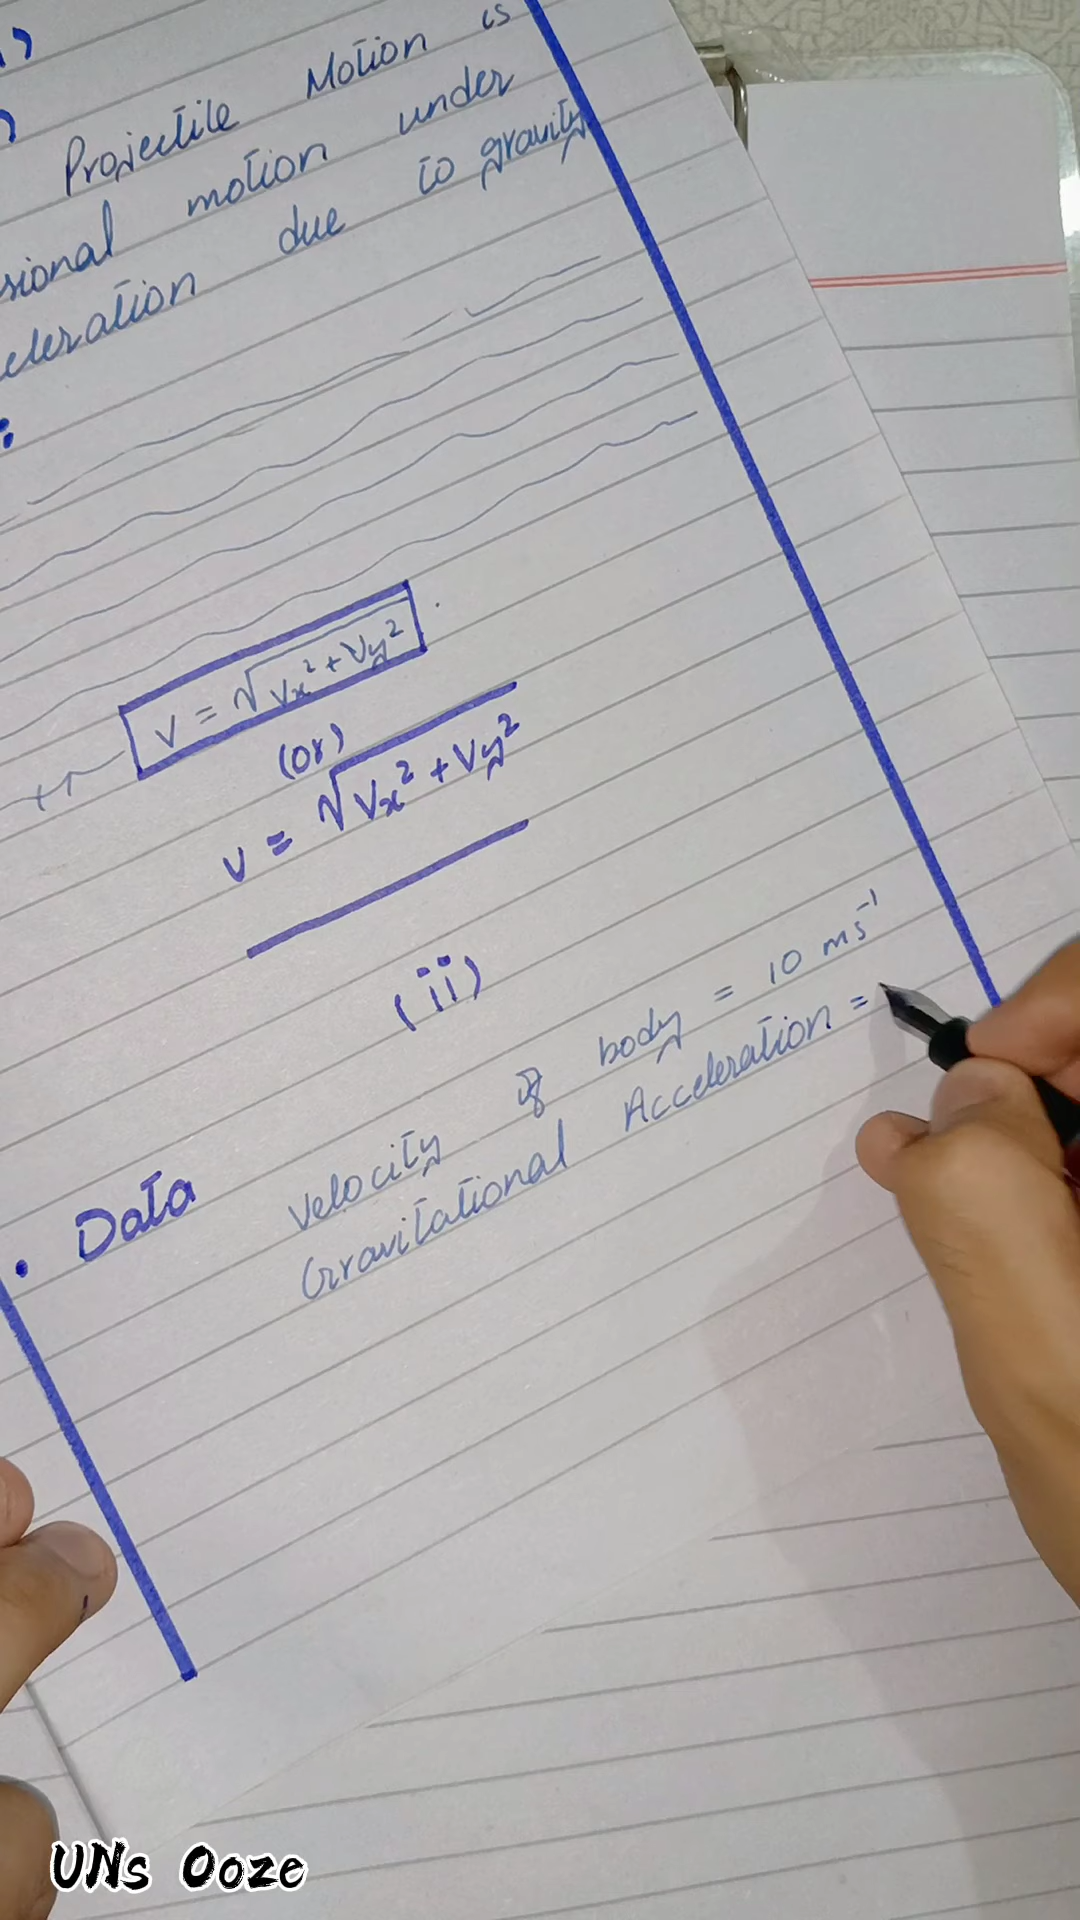 Projectile Motion is
sional motion under
eleration due to gravity
v = √Vx² + Vy²
(or)
v = √Vx² + Vy²
(ii)
• Data
Velocity of body = 10 ms⁻¹
Gravitational Acceleration =
UNs Ooze